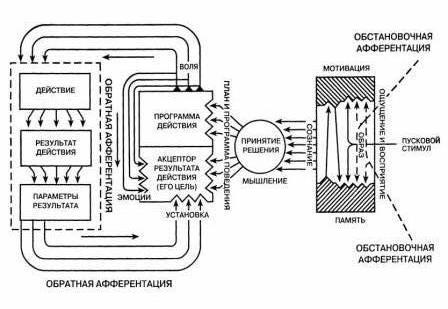 ОБСТАНОВОЧНАЯ
АФФЕРЕНТАЦИЯ
ВОЛЯ
МОТИВАЦИЯ
ДЕЙСТВИЕ
РЕЗУЛЬТАТ
ДЕЙСТВИЯ
ПАРАМЕТРЫ
РЕЗУЛЬТАТА
ОБРАТНАЯ АФФЕРЕНТАЦИЯ
ПРОГРАММА
ДЕЙСТВИЯ
АКЦЕПТОР
РЕЗУЛЬТАТА
ДЕЙСТВИЯ
(ЕГО ЦЕЛЬ)
ЭМОЦИИ
УСТАНОВКА
ПЛАН И ПРОГРАММА ПОВЕДЕНИЯ
ПРИНЯТИЕ
РЕШЕНИЯ
МЫШЛЕНИЕ
СОЗНАНИЕ
ОБРАЗ
ОЩУЩЕНИЕ И ВОСПРИЯТИЕ
ПУСКОВОЙ
СТИМУЛ
ПАМЯТЬ
ОБСТАНОВОЧНАЯ
АФФЕРЕНТАЦИЯ
ОБРАТНАЯ АФФЕРЕНТАЦИЯ